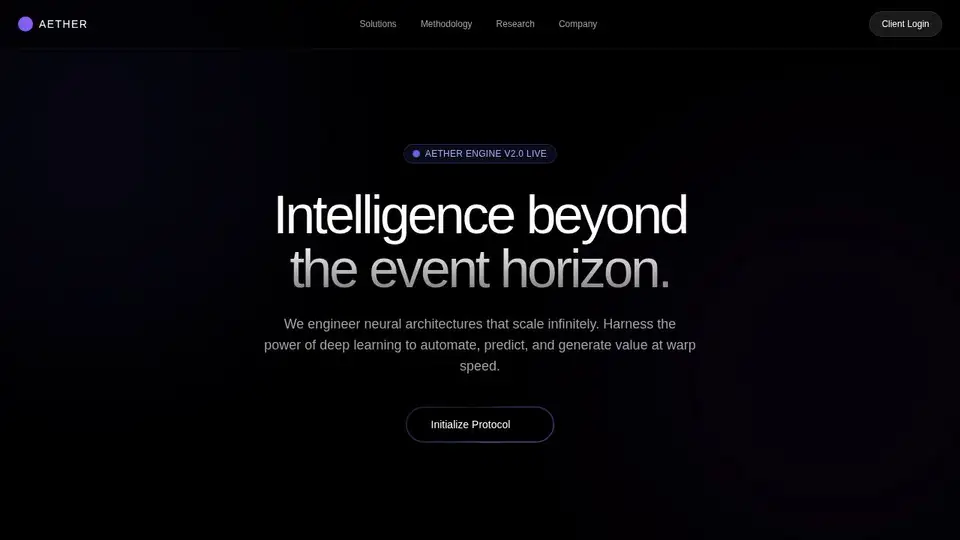 AETHER
Solutions
Methodology
Research
Company
Client Login
AETHER ENGINE V2.0 LIVE
Intelligence beyond
the event horizon.
We engineer neural architectures that scale infinitely. Harness the
power of deep learning to automate, predict, and generate value at warp
speed.
Initialize Protocol